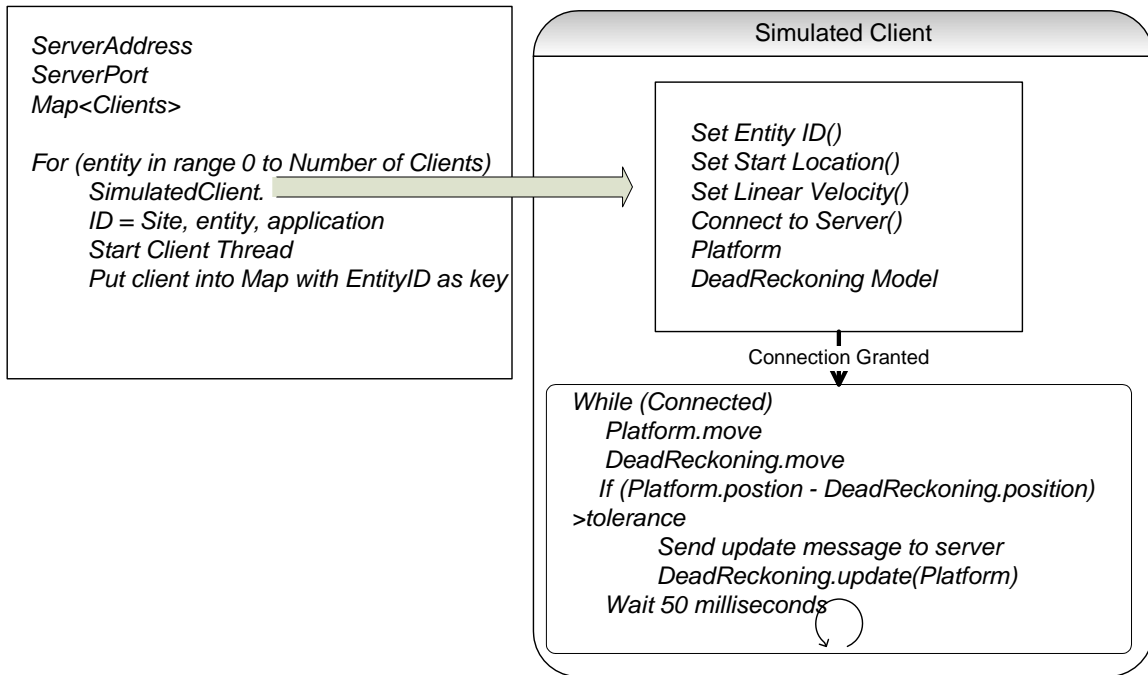 ServerAddress
ServerPort
Map<Clients>
For (entity in range 0 to Number of Clients)
SimulatedClient.
ID = Site, entity, application
Start Client Thread
Put client into Map with EntityID as key
Simulated Client
Set Entity ID()
Set Start Location()
Set Linear Velocity()
Connect to Server()
Platform
DeadReckoning Model
Connection Granted
While (Connected)
Platform.move
DeadReckoning.move
If (Platform.postion - DeadReckoning.position)
>tolerance
Send update message to server
DeadReckoning.update(Platform)
Wait 50 milliseconds